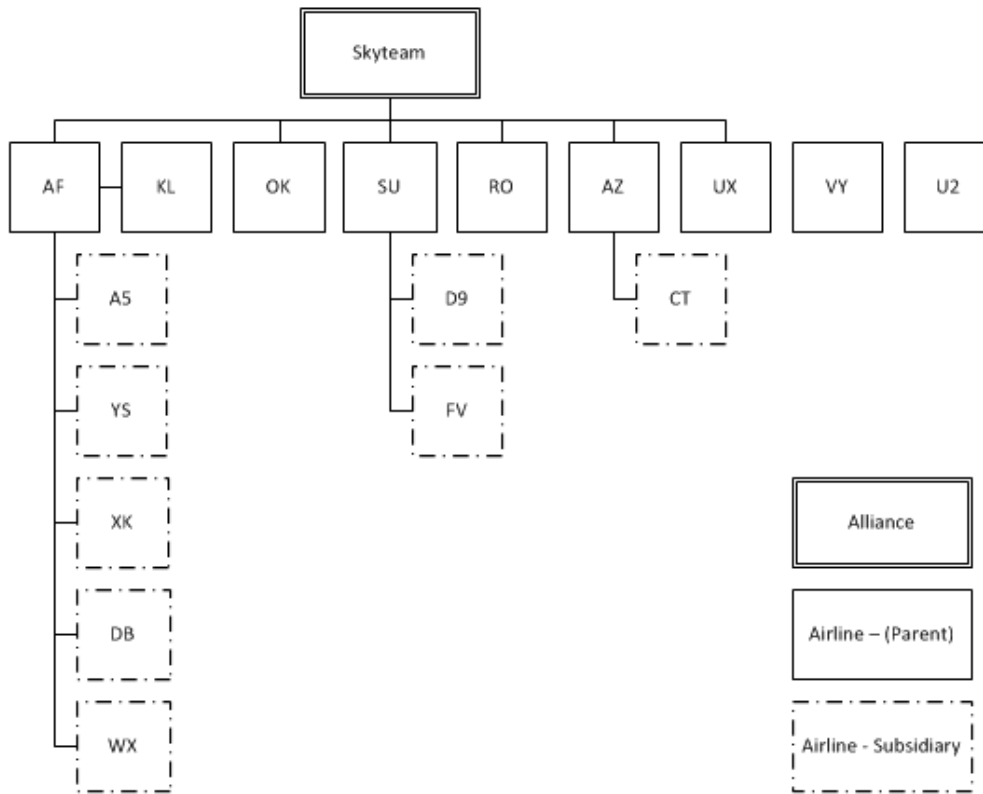 Skyteam
AF
KL
OK
SU
RO
AZ
UX
VY
U2
A5
D9
CT
YS
FV
XK
Alliance
DB
Airline – (Parent)
WX
Airline - Subsidiary